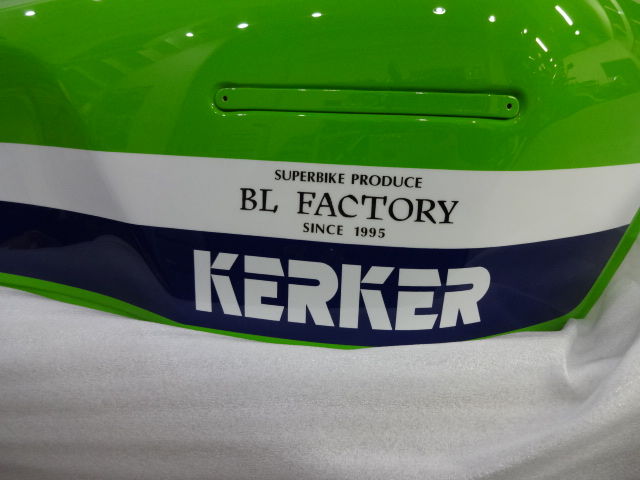 SUPERBIKE PRODUCE
BL FACTORY
SINCE 1995
KERKER